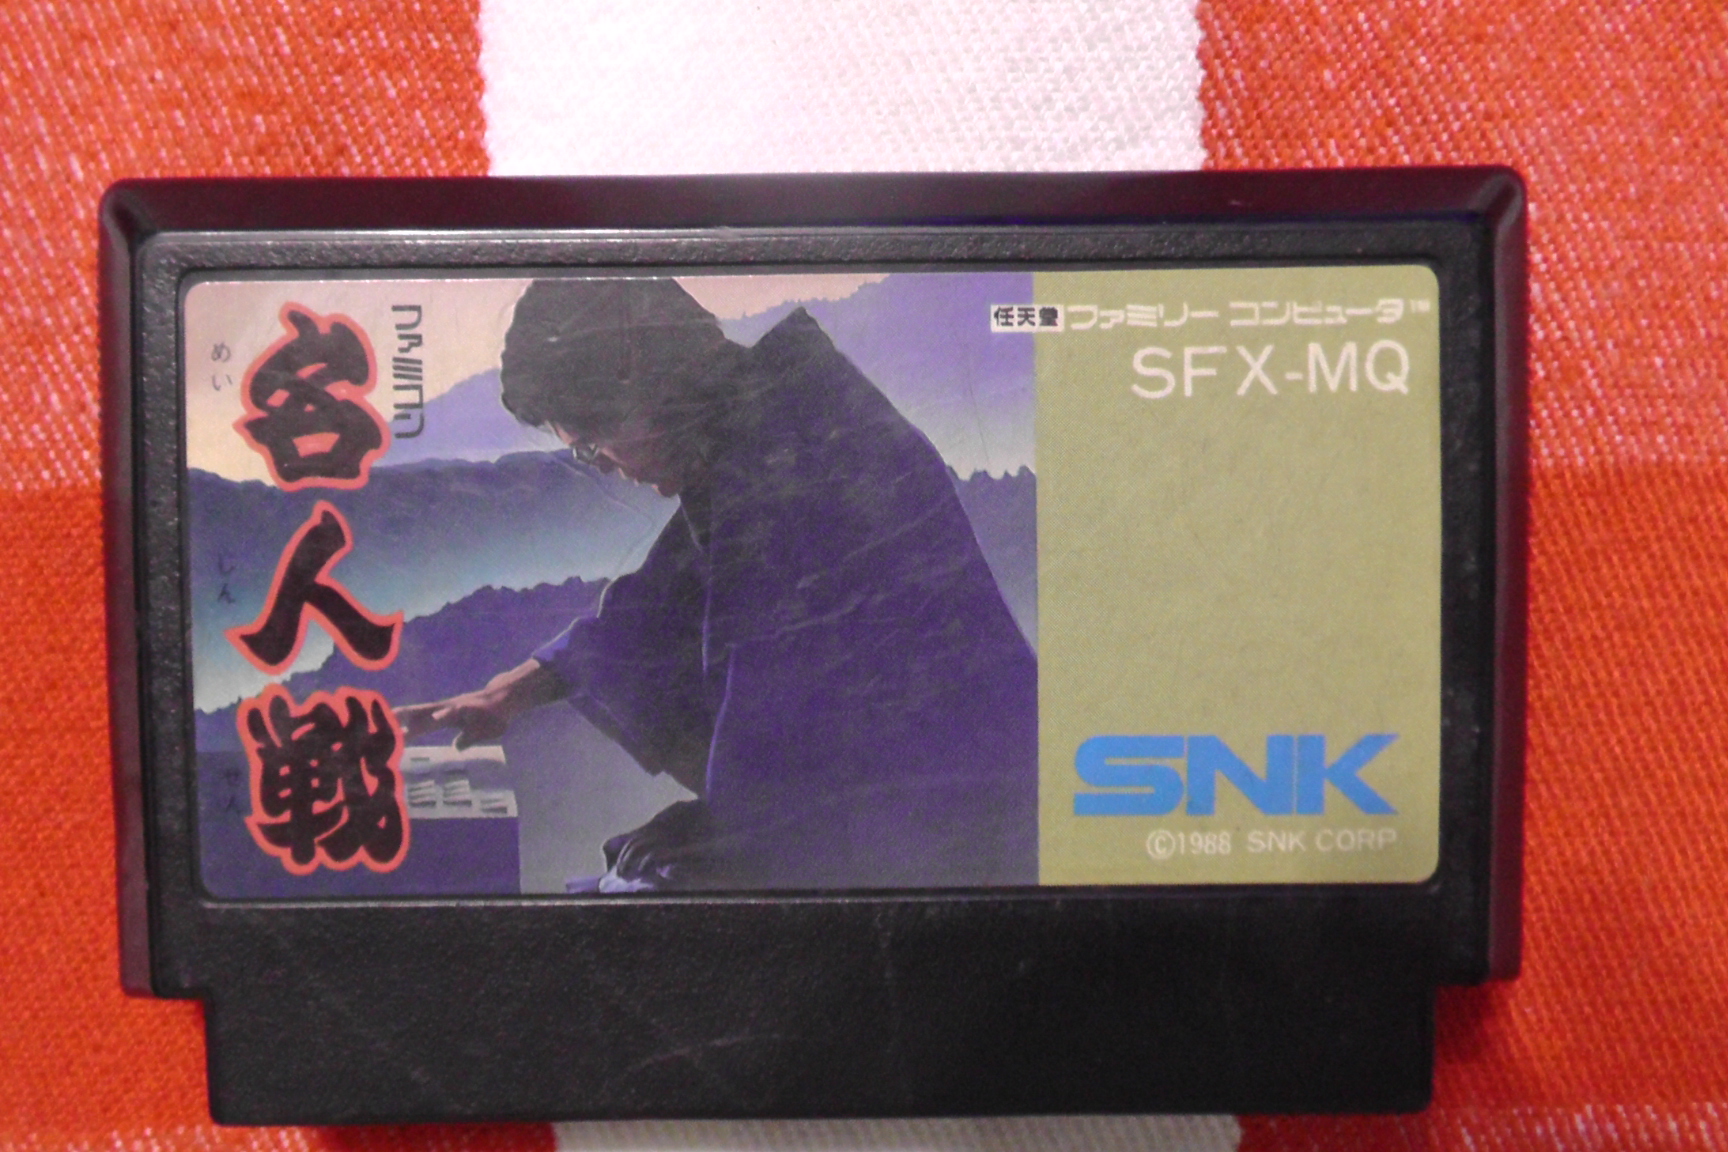 ファミコン
名人戦
めい
じん
せん
任天堂 ファミリー コンピュータ™
SFX-MQ
SNK
©1988 SNK CORP